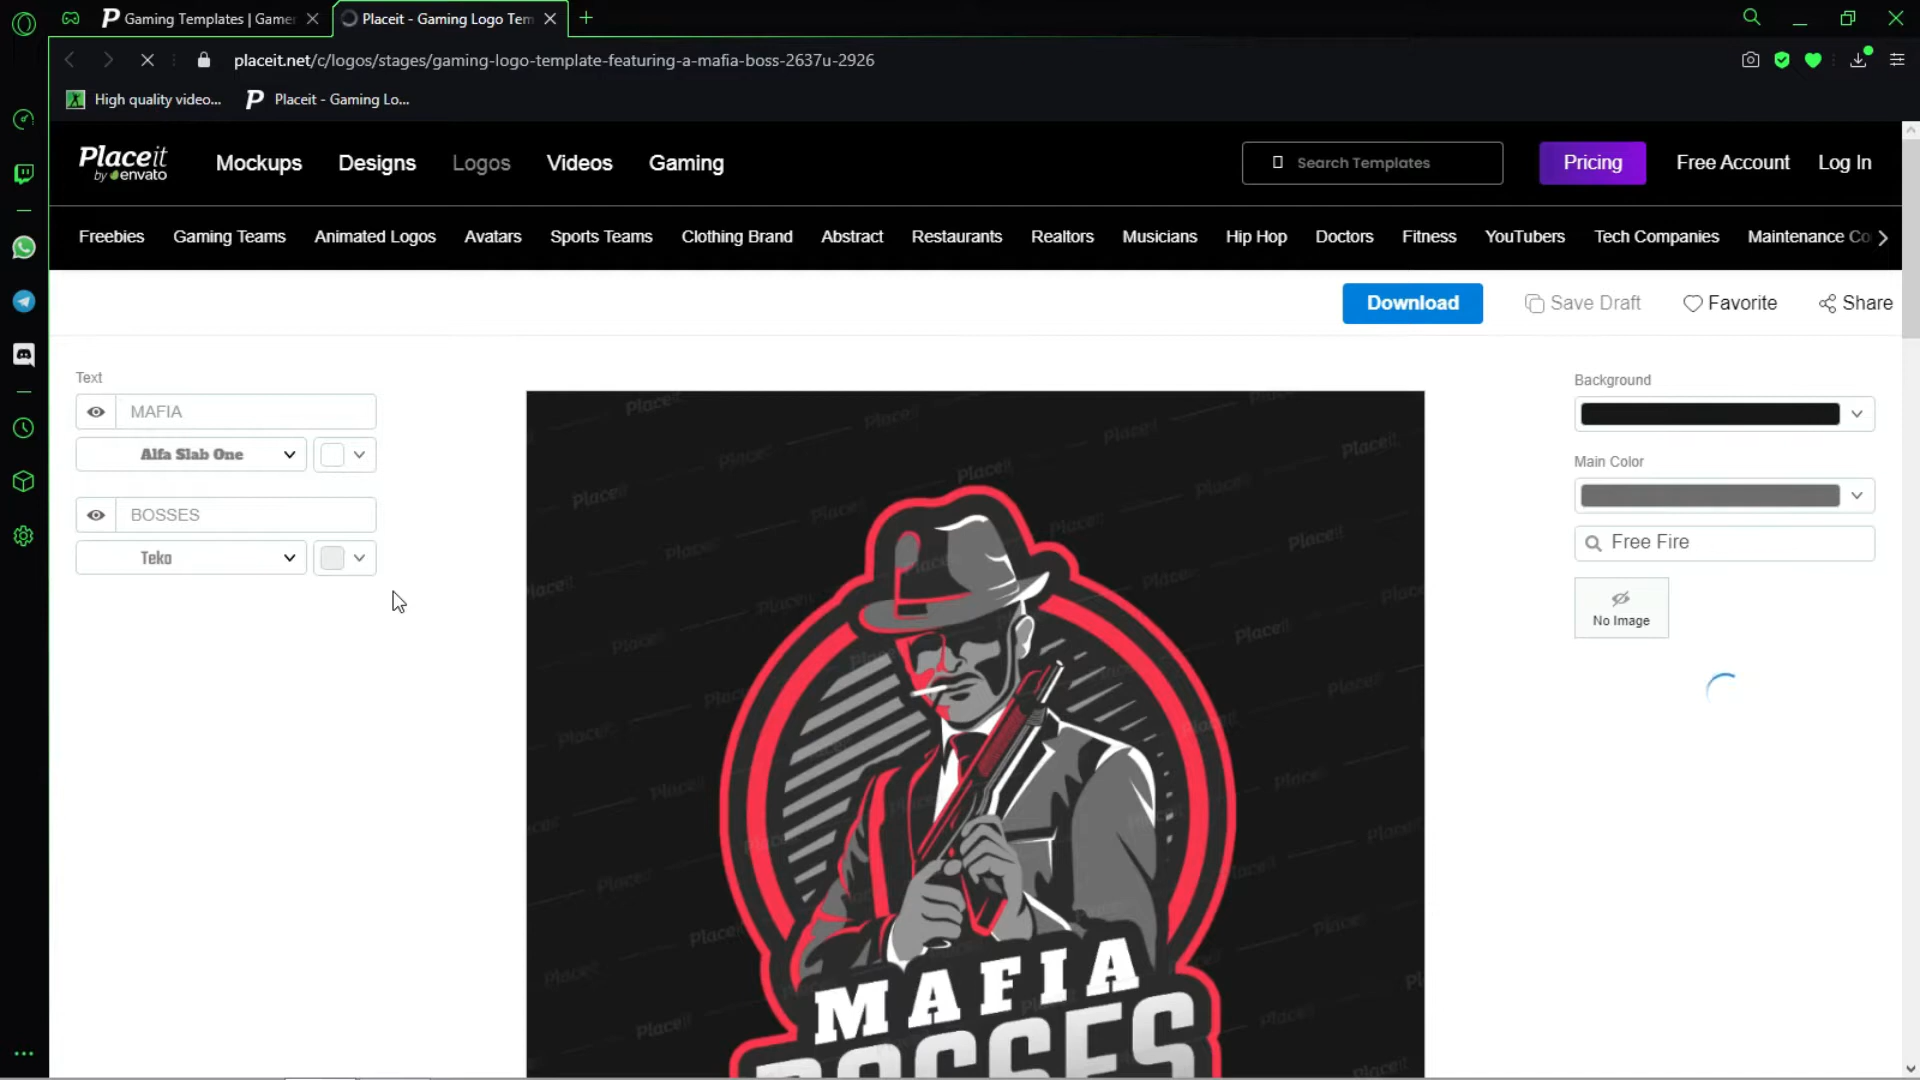 Gaming Templates | Gamer
Placeit - Gaming Logo Tem
placeit.net/c/logos/stages/gaming-logo-template-featuring-a-mafia-boss-2637u-2926
High quality video...
Placeit - Gaming Lo...
Placeit
by envato
Mockups
Designs
Logos
Videos
Gaming
Search Templates
Pricing
Free Account
Log In
Freebies
Gaming Teams
Animated Logos
Avatars
Sports Teams
Clothing Brand
Abstract
Restaurants
Realtors
Musicians
Hip Hop
Doctors
Fitness
YouTubers
Tech Companies
Maintenance Co
Download
Save Draft
Favorite
Share
Text
MAFIA
Alfa Slab One
BOSSES
Teko
Background
Main Color
Free Fire
No Image
MAFIA
BOSSES